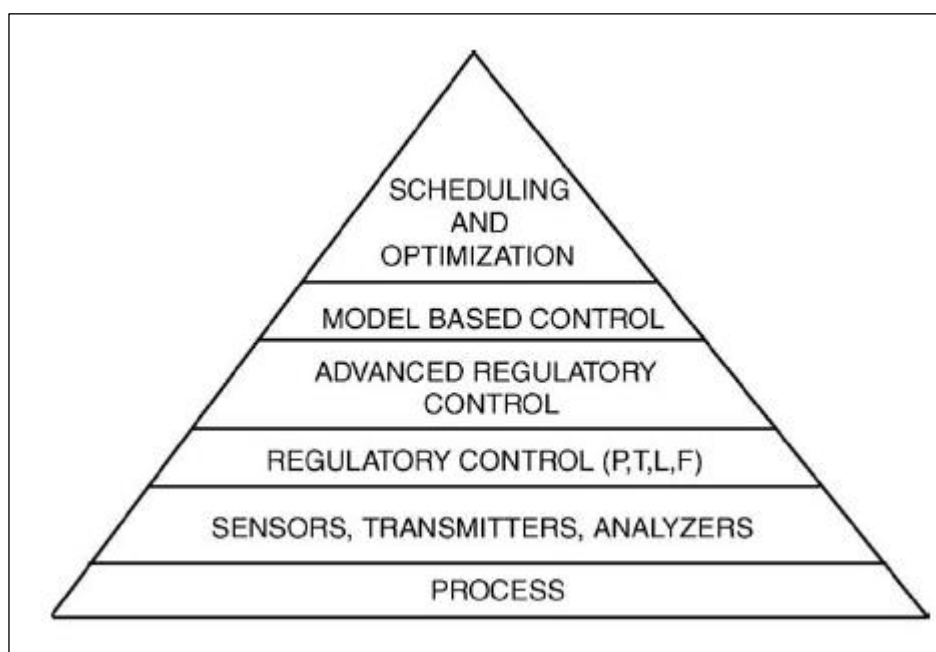 SCHEDULING
AND
OPTIMIZATION
MODEL BASED CONTROL
ADVANCED REGULATORY
CONTROL
REGULATORY CONTROL (P,T,L,F)
SENSORS, TRANSMITTERS, ANALYZERS
PROCESS